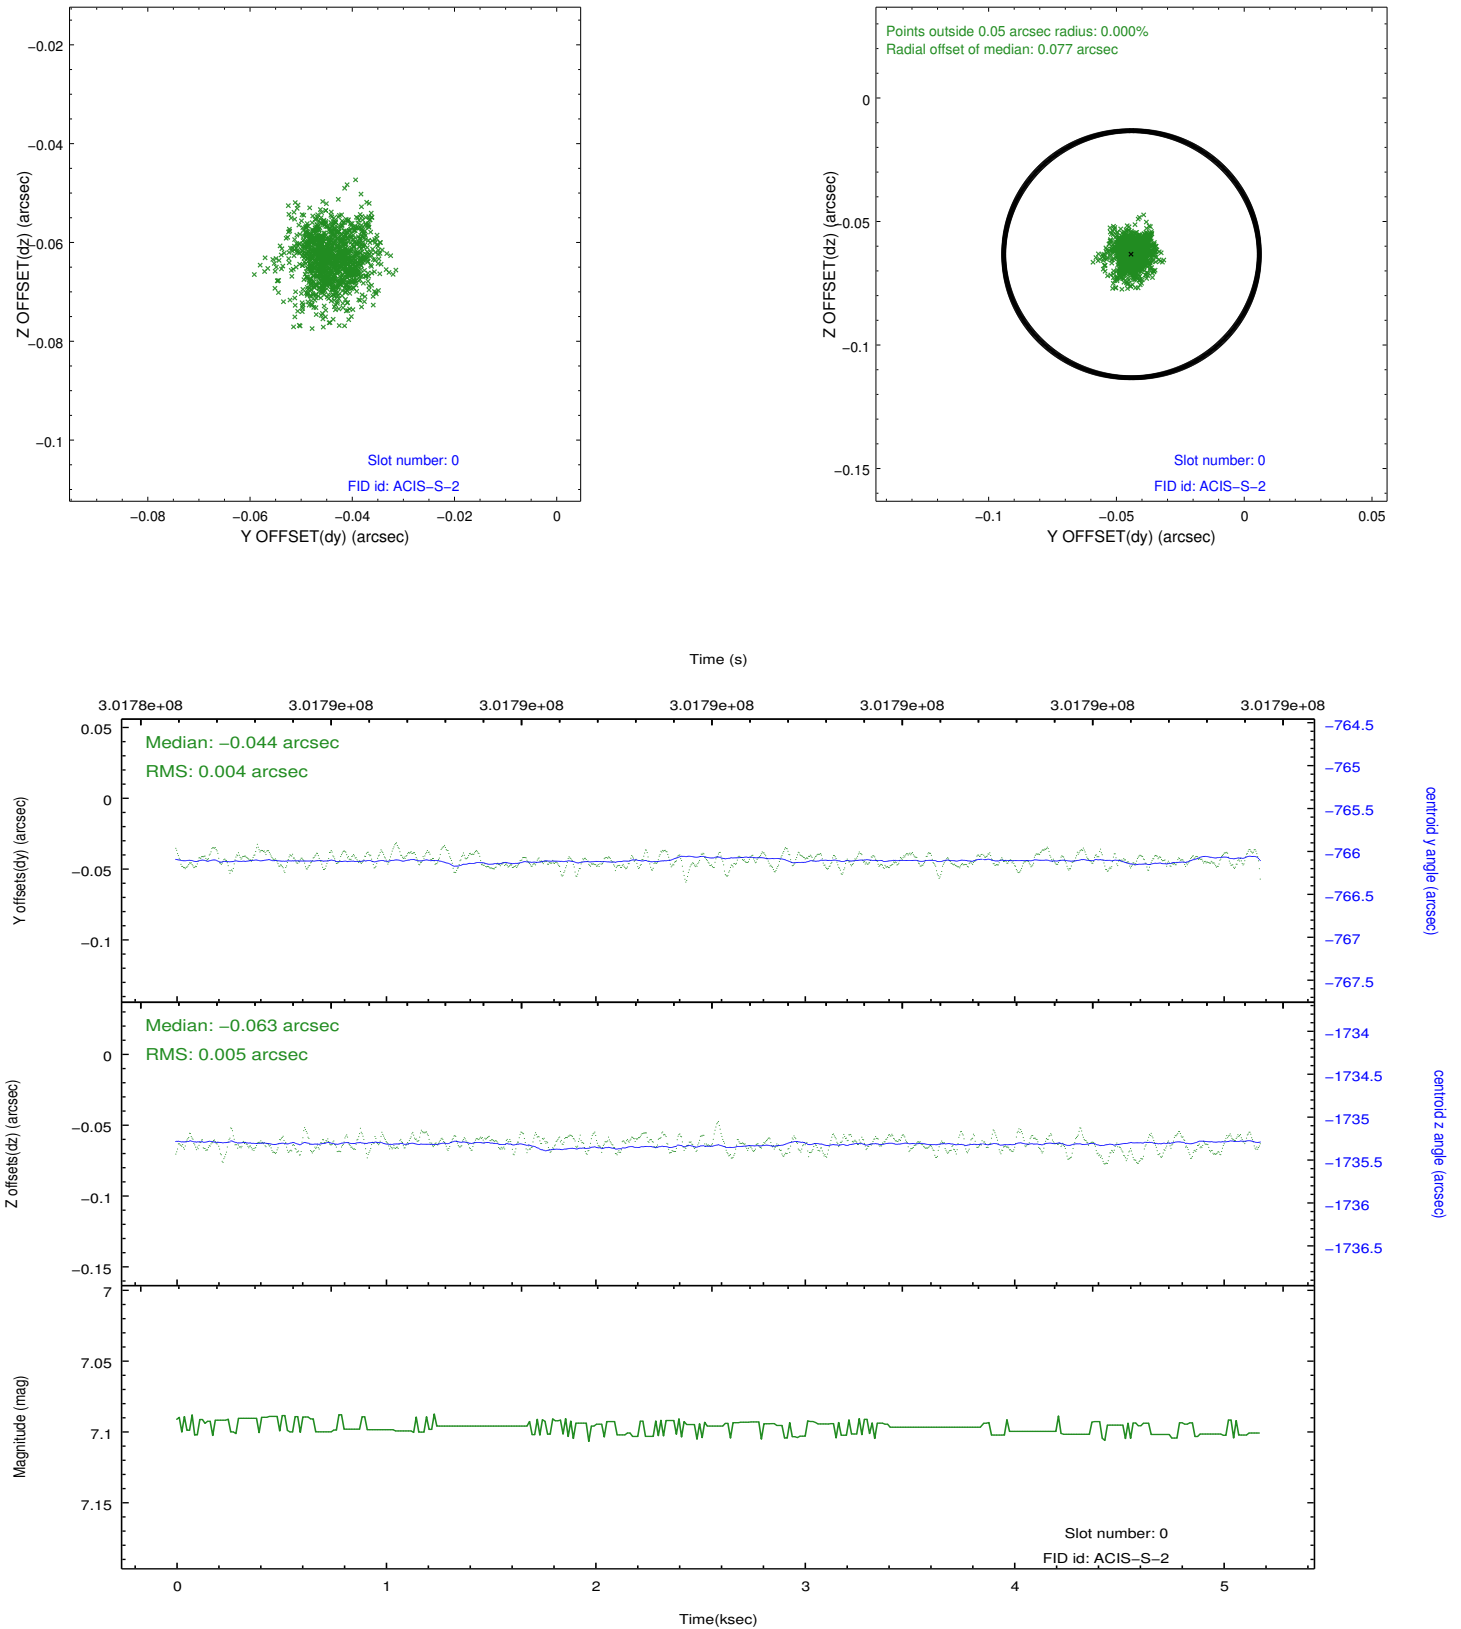 −0.02
−0.04
−0.06
−0.08
−0.1
Z OFFSET(dz) (arcsec)
Slot number: 0
FID id: ACIS−S−2
−0.08 −0.06 −0.04 −0.02 0
Y OFFSET(dy) (arcsec)
Points outside 0.05 arcsec radius: 0.000%
Radial offset of median: 0.077 arcsec
0
−0.05
−0.1
−0.15
Z OFFSET(dz) (arcsec)
Slot number: 0
FID id: ACIS−S−2
−0.1 −0.05 0 0.05
Y OFFSET(dy) (arcsec)
Time (s)
3.0178e+08 3.0179e+08 3.0179e+08 3.0179e+08 3.0179e+08 3.0179e+08 3.0179e+08
Median: −0.044 arcsec
RMS: 0.004 arcsec
0.05
0
−0.05
−0.1
Y offsets(dy) (arcsec)
−764.5
−765
−765.5
−766
−766.5
−767
−767.5
centroid y angle (arcsec)
Median: −0.063 arcsec
RMS: 0.005 arcsec
0
−0.05
−0.1
−0.15
Z offsets(dz) (arcsec)
−1734
−1734.5
−1735
−1735.5
−1736
−1736.5
centroid z angle (arcsec)
7
7.05
7.1
7.15
Magnitude (mag)
Slot number: 0
FID id: ACIS−S−2
0 1 2 3 4 5
Time(ksec)